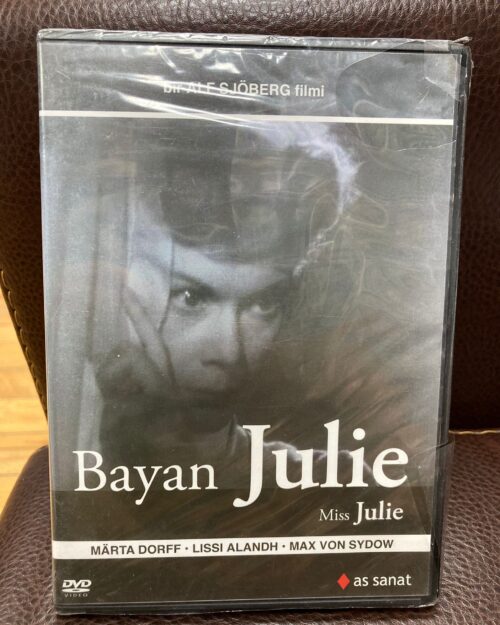 bir ALF SJÖBERG filmi
Bayan Julie
Miss Julie
MÄRTA DORFF • LISSI ALANDH • MAX VON SYDOW
DVD
VIDEO
as sanat